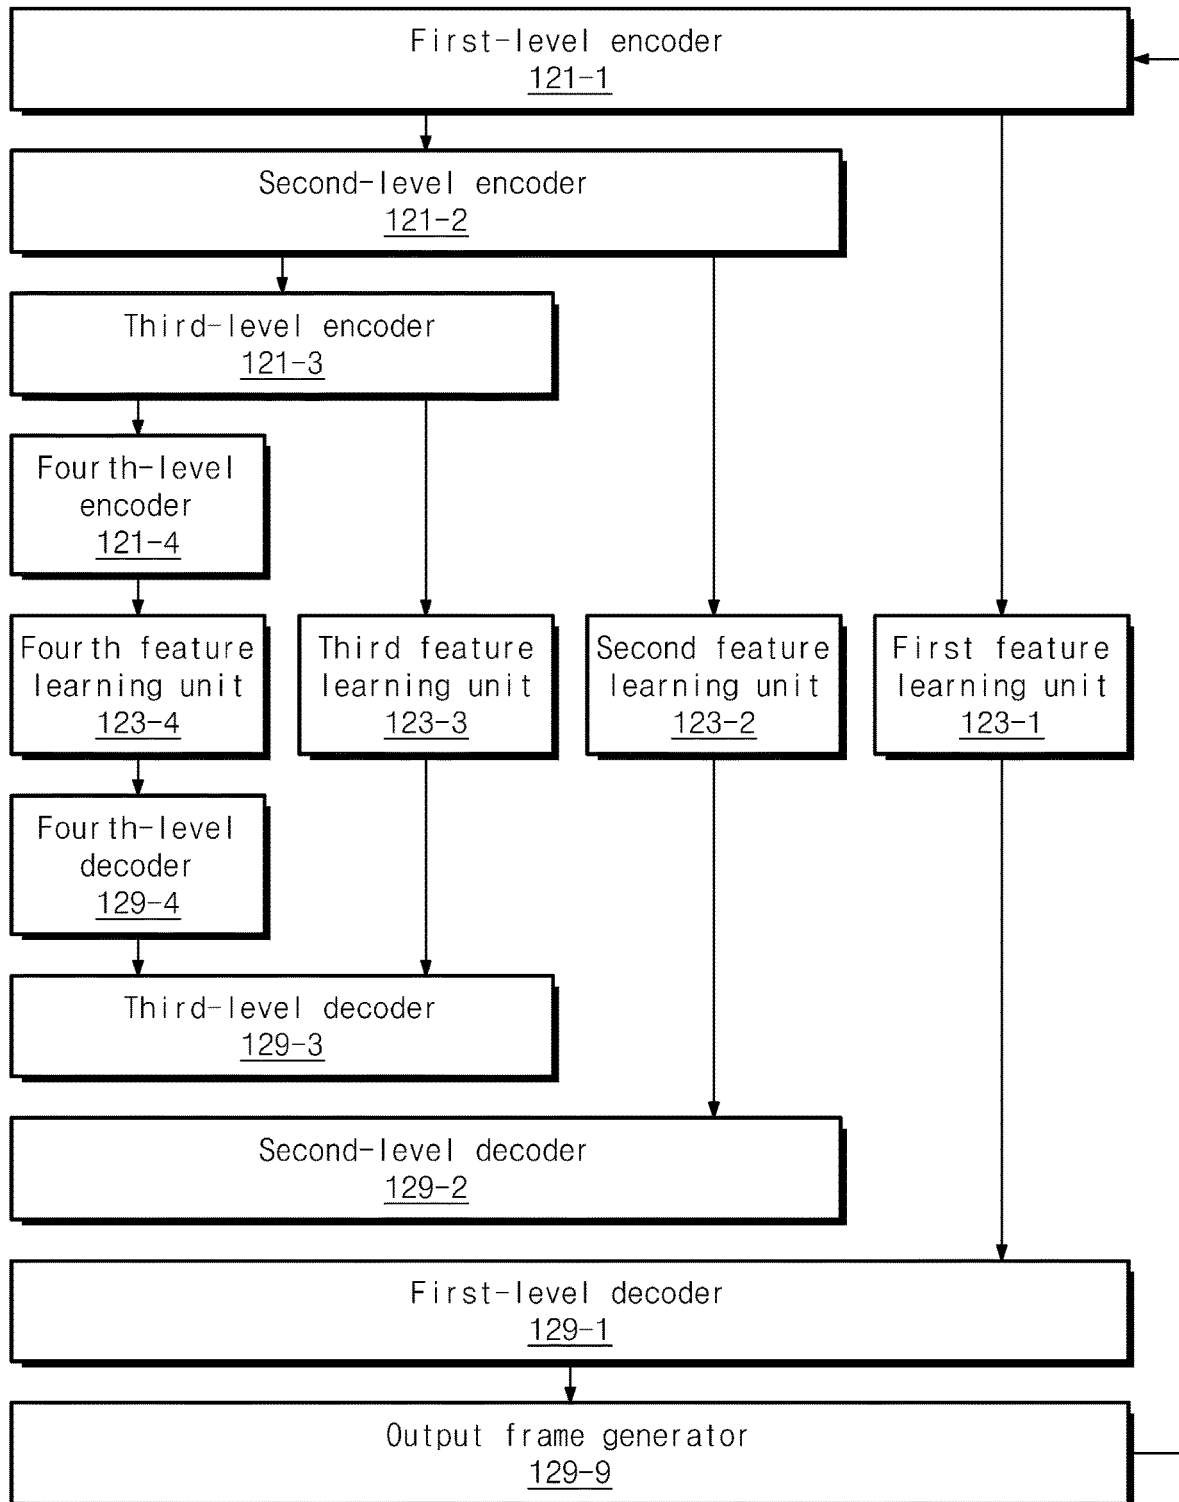 First-level encoder
121-1
Second-level encoder
121-2
Third-level encoder
121-3
Fourth-level
encoder
121-4
Fourth feature
learning unit
123-4
Third feature
learning unit
123-3
Second feature
learning unit
123-2
First feature
learning unit
123-1
Fourth-level
decoder
129-4
Third-level decoder
129-3
Second-level decoder
129-2
First-level decoder
129-1
Output frame generator
129-9